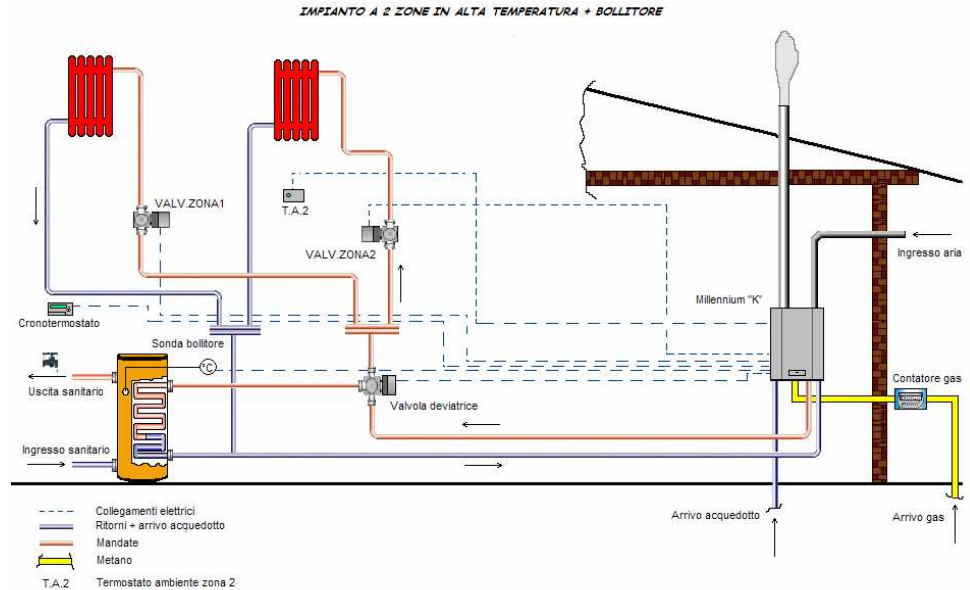 IMPIANTO A 2 ZONE IN ALTA TEMPERATURA + BOLLITORE
VALV.ZONA1
T.A.2
VALV.ZONA2
Ingresso aria
Millennium "K"
Cronotermostato
Sonda bollitore
°C
Uscita sanitario
Contatore gas
Valvola deviatrice
Ingresso sanitario
Arrivo acquedotto
Arrivo gas
Collegamenti elettrici
Ritorni + arrivo acquedotto
Mandate
Metano
T.A.2 Termostato ambiente zona 2